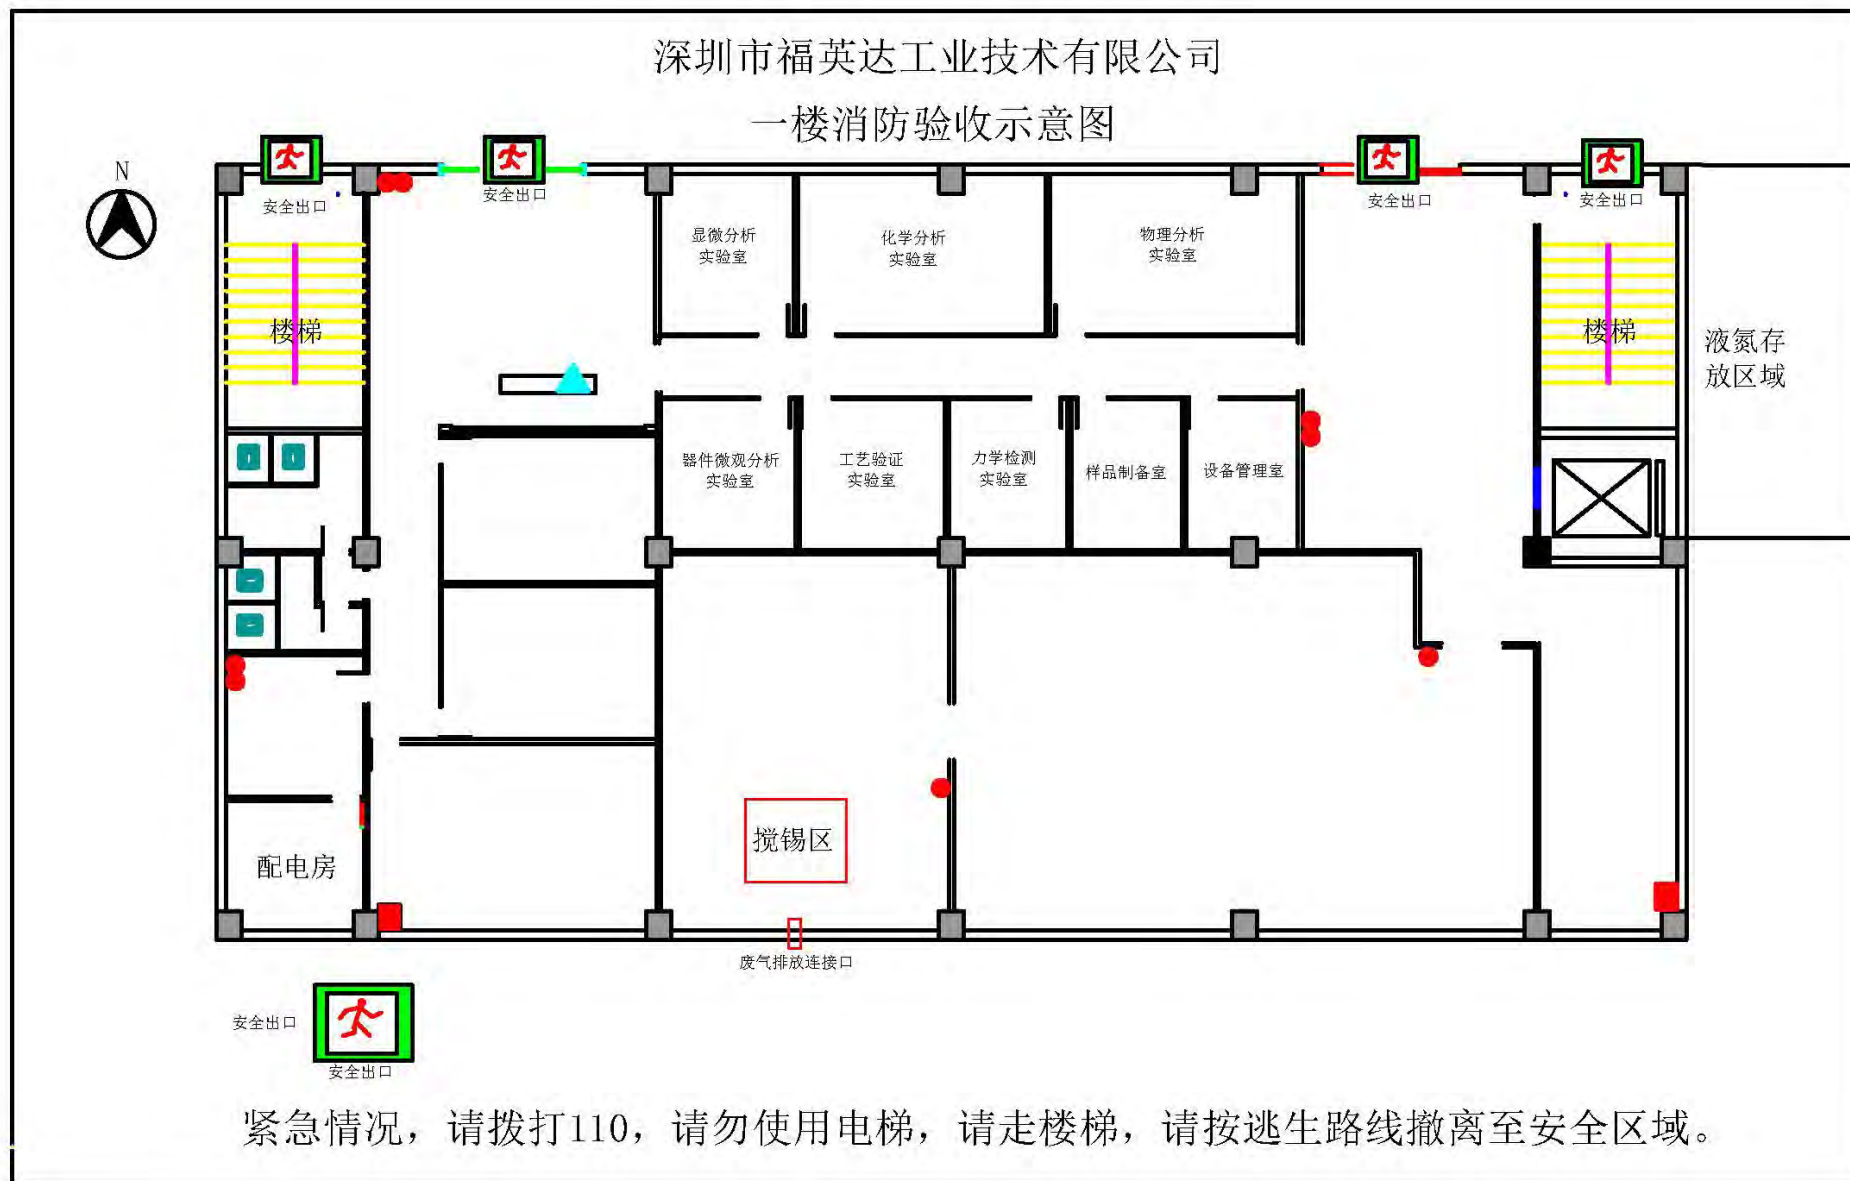 深圳市福英达工业技术有限公司
一楼消防验收示意图
N
安全出口
安全出口
安全出口
安全出口
显微分析
实验室
化学分析
实验室
物理分析
实验室
楼梯
楼梯
液氮存
放区域
器件微观分析
实验室
工艺验证
实验室
力学检测
实验室
样品制备室
设备管理室
搅锡区
配电房
废气排放连接口
安全出口
安全出口
紧急情况，请拨打110，请勿使用电梯，请走楼梯，请按逃生路线撤离至安全区域。